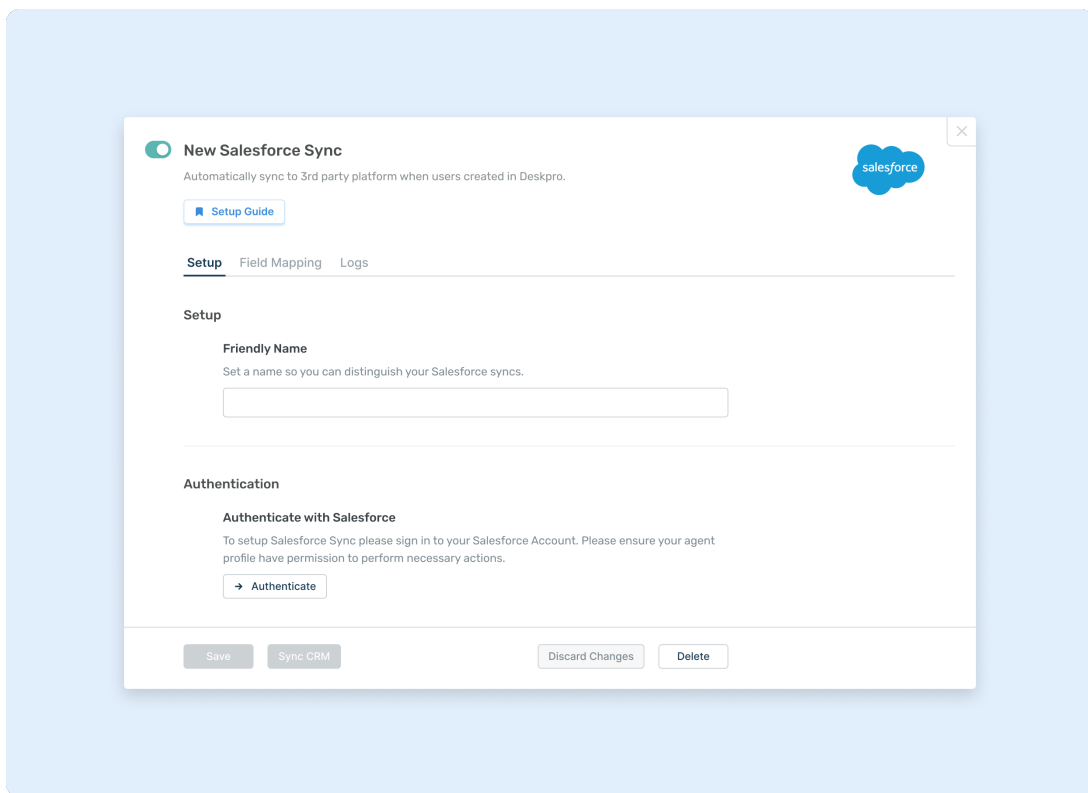 New Salesforce Sync
salesforce
Automatically sync to 3rd party platform when users created in Deskpro.
Setup Guide
Setup Field Mapping Logs
Setup
Friendly Name
Set a name so you can distinguish your Salesforce syncs.
Authentication
Authenticate with Salesforce
To setup Salesforce Sync please sign in to your Salesforce Account. Please ensure your agent
profile have permission to perform necessary actions.
Authenticate
Save Sync CRM Discard Changes Delete